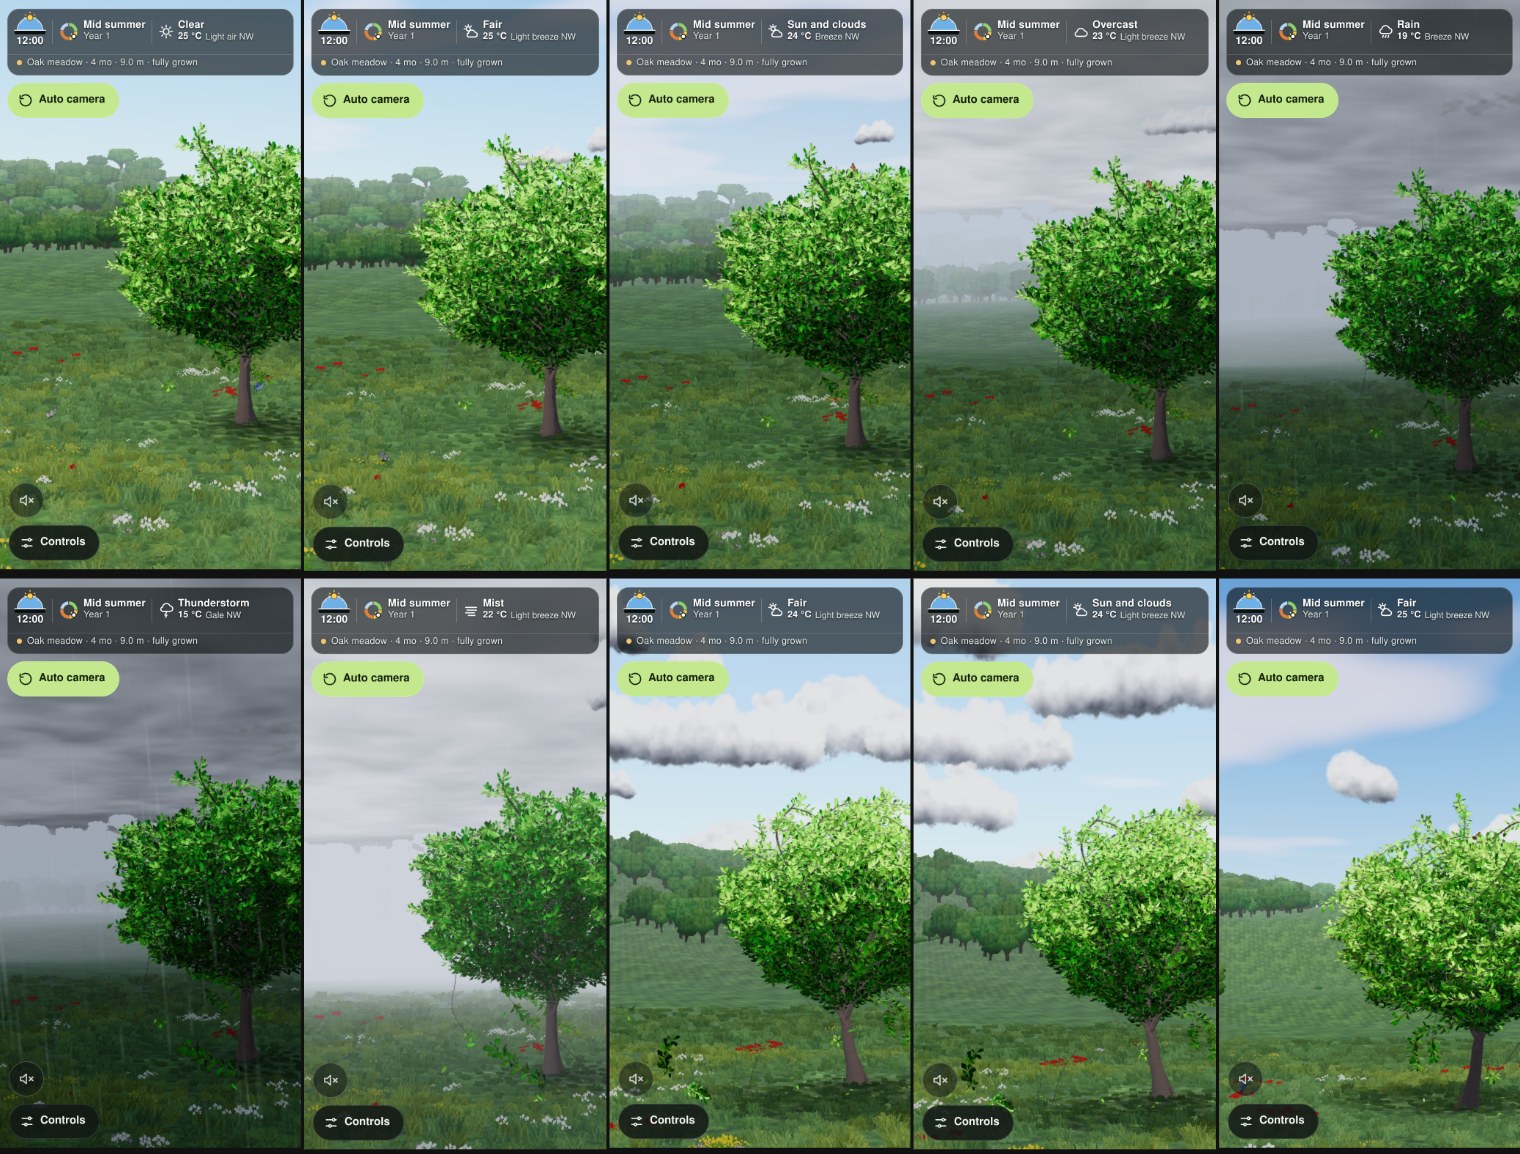 12:00
Mid summer
Year 1
Clear
25 °C Light air NW
Oak meadow · 4 mo · 9.0 m · fully grown
Auto camera
Controls
12:00
Mid summer
Year 1
Fair
25 °C Light breeze NW
Oak meadow · 4 mo · 9.0 m · fully grown
Auto camera
Controls
12:00
Mid summer
Year 1
Sun and clouds
24 °C Breeze NW
Oak meadow · 4 mo · 9.0 m · fully grown
Auto camera
Controls
12:00
Mid summer
Year 1
Overcast
23 °C Light breeze NW
Oak meadow · 4 mo · 9.0 m · fully grown
Auto camera
Controls
12:00
Mid summer
Year 1
Rain
19 °C Breeze NW
Oak meadow · 4 mo · 9.0 m · fully grown
Auto camera
Controls
12:00
Mid summer
Year 1
Thunderstorm
15 °C Gale NW
Oak meadow · 4 mo · 9.0 m · fully grown
Auto camera
Controls
12:00
Mid summer
Year 1
Mist
22 °C Light breeze NW
Oak meadow · 4 mo · 9.0 m · fully grown
Auto camera
Controls
12:00
Mid summer
Year 1
Fair
24 °C Light breeze NW
Oak meadow · 4 mo · 9.0 m · fully grown
Auto camera
Controls
12:00
Mid summer
Year 1
Sun and clouds
24 °C Light breeze NW
Oak meadow · 4 mo · 9.0 m · fully grown
Auto camera
Controls
12:00
Mid summer
Year 1
Fair
25 °C Light breeze NW
Oak meadow · 4 mo · 9.0 m · fully grown
Auto camera
Controls